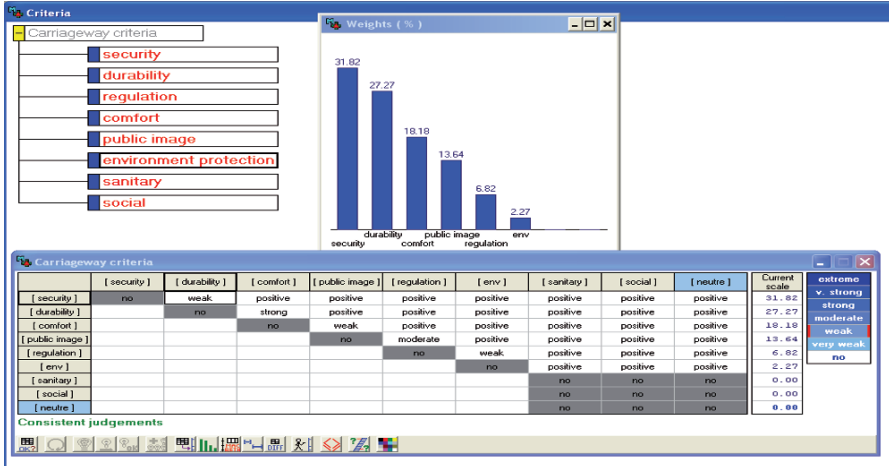 Criteria
Carriageway criteria
security
durability
regulation
comfort
public image
environment protection
sanitary
social
Weights ( % )
31.82
27.27
18.18
13.64
6.82
2.27
durability public image env
security comfort regulation
Carriageway criteria
[ security ] [ durability ] [ comfort ] [ public image ] [ regulation ] [ env ] [ sanitary ] [ social ] [ neutre ] Current scale
[ security ] no weak positive positive positive positive positive positive positive 31.82
[ durability ] no strong positive positive positive positive positive positive 27.27
[ comfort ] no weak positive positive positive positive positive 18.18
[ public image ] no moderate positive positive positive positive 13.64
[ regulation ] no weak positive positive positive 6.82
[ env ] no positive positive positive 2.27
[ sanitary ] no no no 0.00
[ social ] no no no 0.00
[ neutre ] no no no 0.00
extreme
v. strong
strong
moderate
weak
very weak
no
Consistent judgements